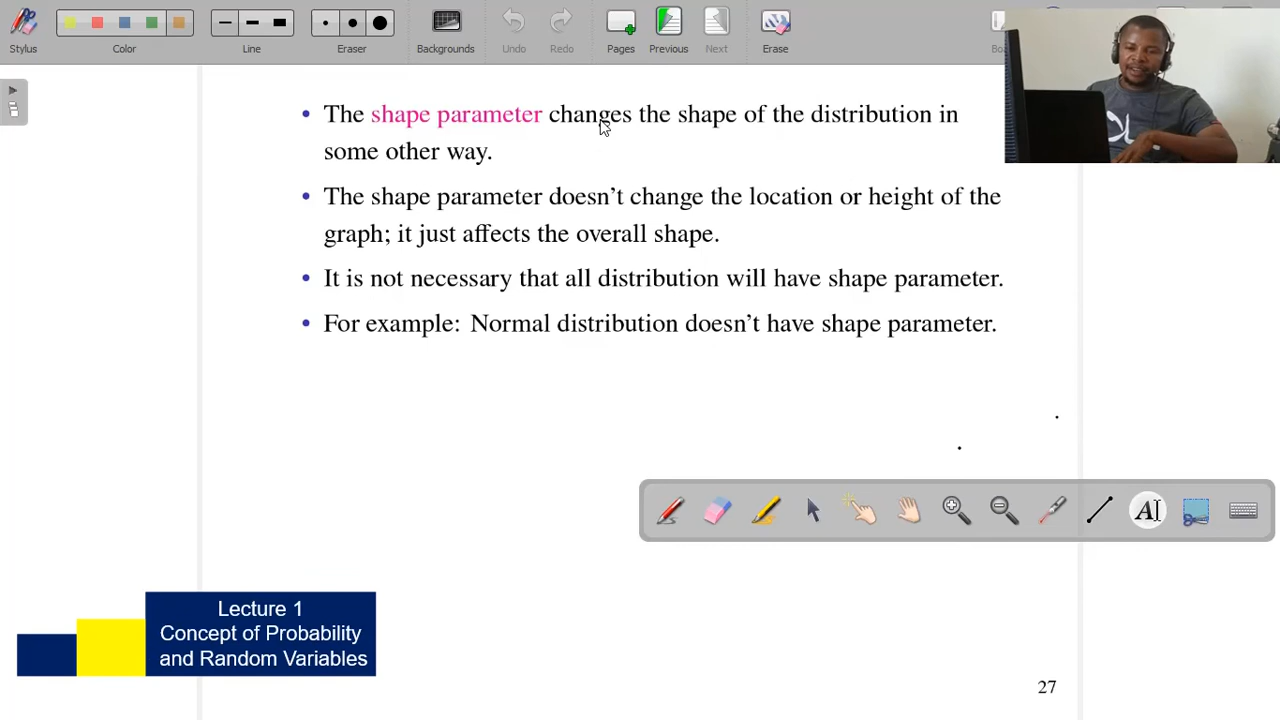 Stylus
Color
Line
Eraser
Backgrounds
Undo
Redo
Pages
Previous
Next
Erase
• The shape parameter changes the shape of the distribution in
some other way.
• The shape parameter doesn't change the location or height of the
graph; it just affects the overall shape.
• It is not necessary that all distribution will have shape parameter.
• For example: Normal distribution doesn't have shape parameter.
Lecture 1
Concept of Probability
and Random Variables
27